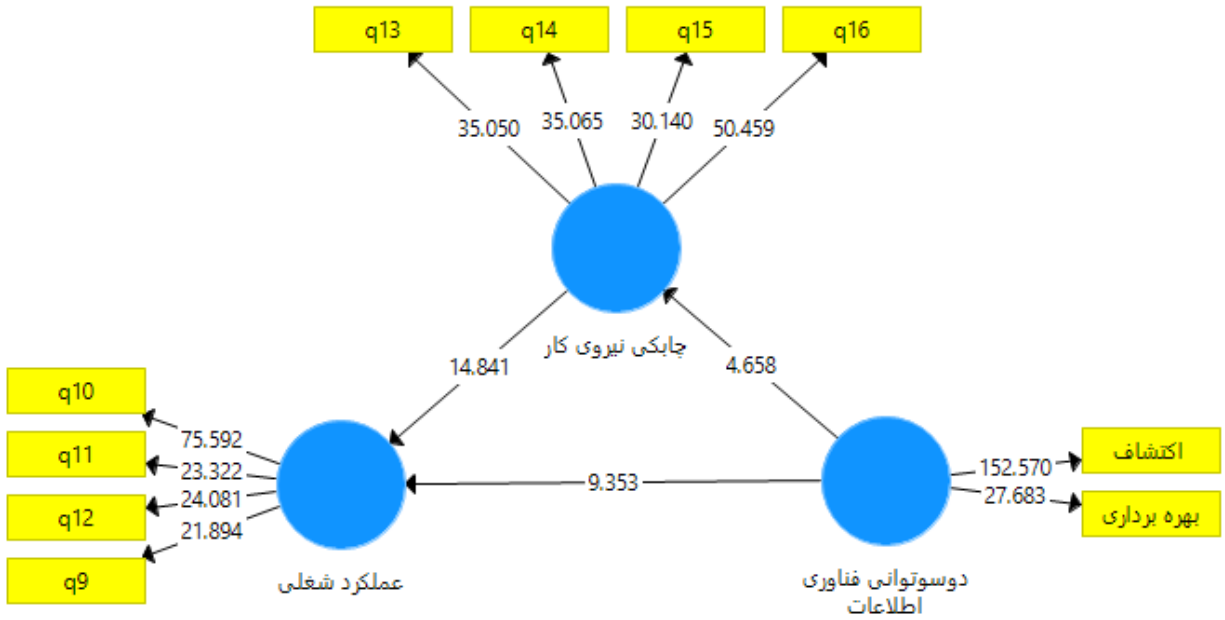 q13
q14
q15
q16
35.050
35.065
30.140
50.459
چابکی نیروی کار
14.841
4.658
q10
q11
q12
q9
75.592
23.322
24.081
21.894
عملکرد شغلی
9.353
دوسوتوانی فناوری
اطلاعات
152.570
27.683
اکتشاف
بهره برداری